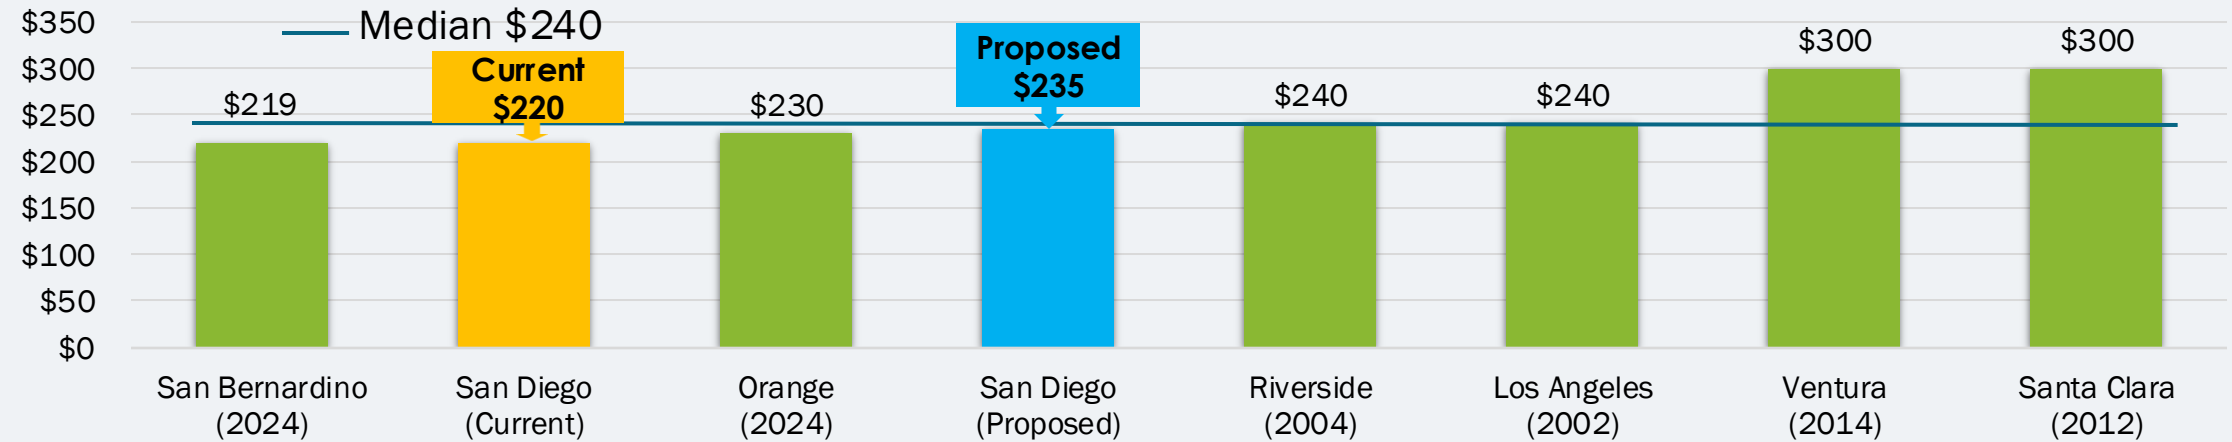 Median $240
$350
$300
$250
$200
$150
$100
$50
$0
$219
Current
$220
$230
Proposed
$235
$240
$240
$300
$300
San Bernardino
(2024)
San Diego
(Current)
Orange
(2024)
San Diego
(Proposed)
Riverside
(2004)
Los Angeles
(2002)
Ventura
(2014)
Santa Clara
(2012)